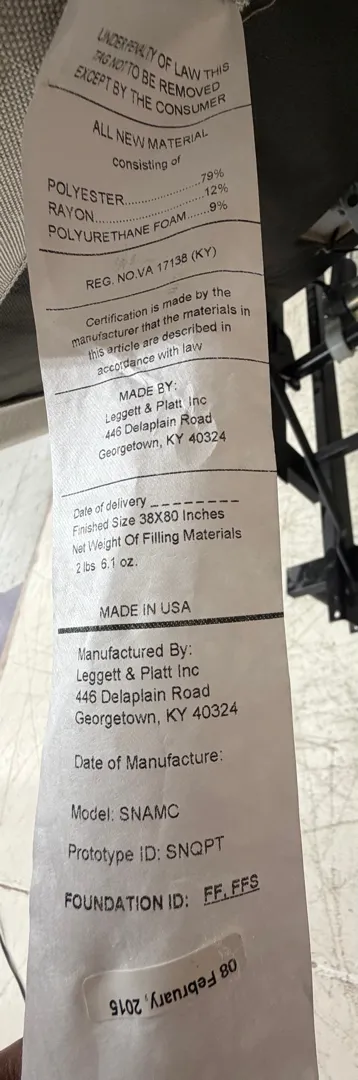 UNDER PENALTY OF LAW THIS
TAG NOT TO BE REMOVED
EXCEPT BY THE CONSUMER
ALL NEW MATERIAL
consisting of
POLYESTER....................79%
RAYON..........................12%
POLYURETHANE FOAM......9%
REG. NO.VA 17138 (KY)
Certification is made by the
manufacturer that the materials in
this article are described in
accordance with law
MADE BY:
Leggett & Platt Inc
446 Delaplain Road
Georgetown, KY 40324
Date of delivery _ _ _ _ _ _ _ _
Finished Size 38X80 Inches
Net Weight Of Filling Materials
2 lbs 6.1 oz.
MADE IN USA
Manufactured By:
Leggett & Platt Inc
446 Delaplain Road
Georgetown, KY 40324
Date of Manufacture:
Model: SNAMC
Prototype ID: SNQPT
FOUNDATION ID: FF, FFS
08 February, 2015